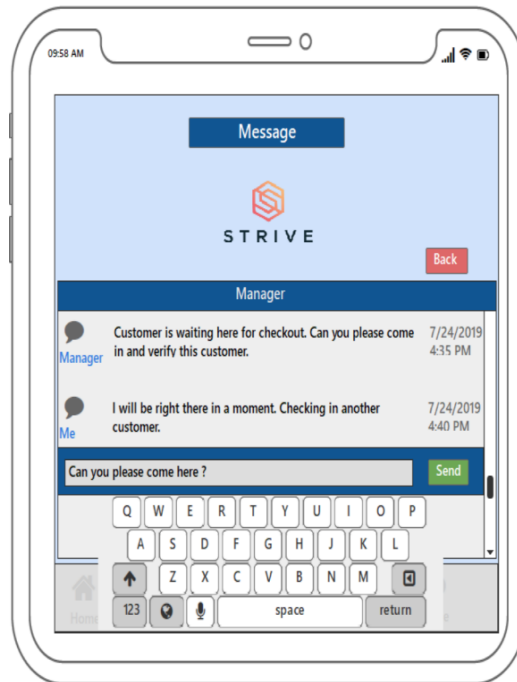 09:58 AM
Message
STRIVE
Back
Manager
Customer is waiting here for checkout. Can you please come
in and verify this customer.
7/24/2019
4:35 PM
Manager
I will be right there in a moment. Checking in another
customer.
7/24/2019
4:40 PM
Me
Can you please come here ?
Send
Q W E R T Y U I O P
A S D F G H J K L
Z X C V B N M
123 space return
Home